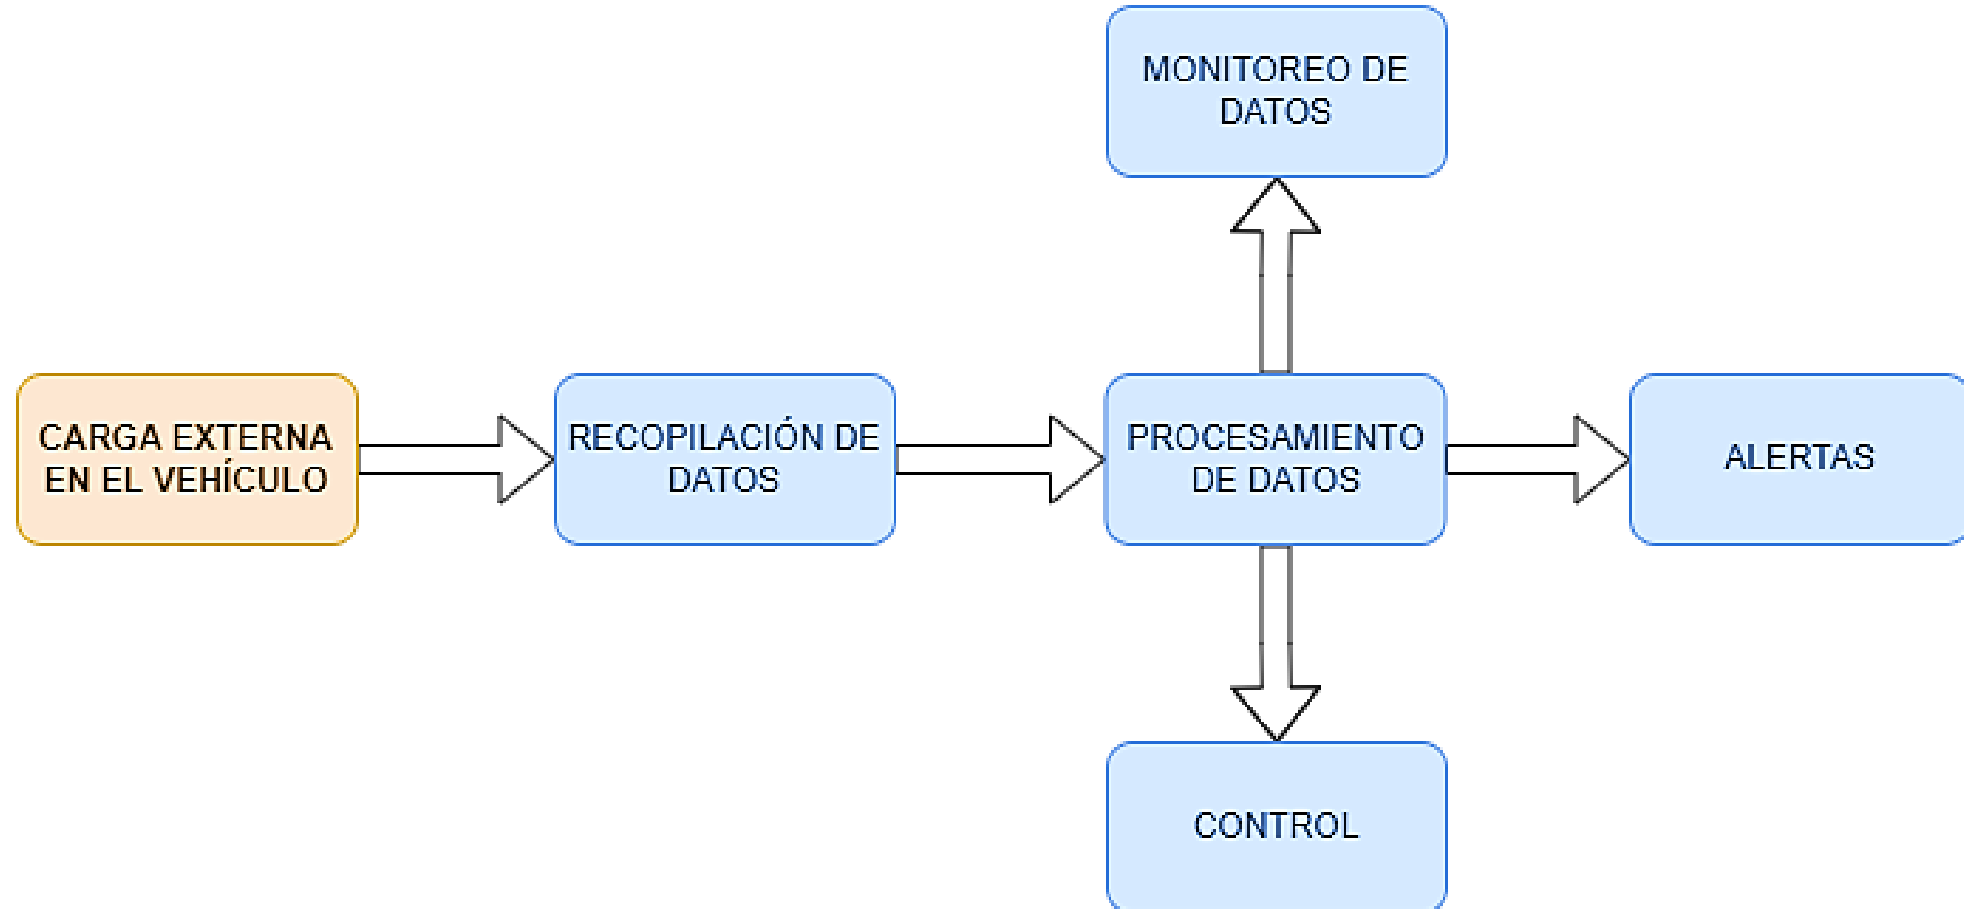 MONITOREO DE
DATOS
CARGA EXTERNA
EN EL VEHÍCULO
RECOPILACIÓN DE
DATOS
PROCESAMIENTO
DE DATOS
ALERTAS
CONTROL